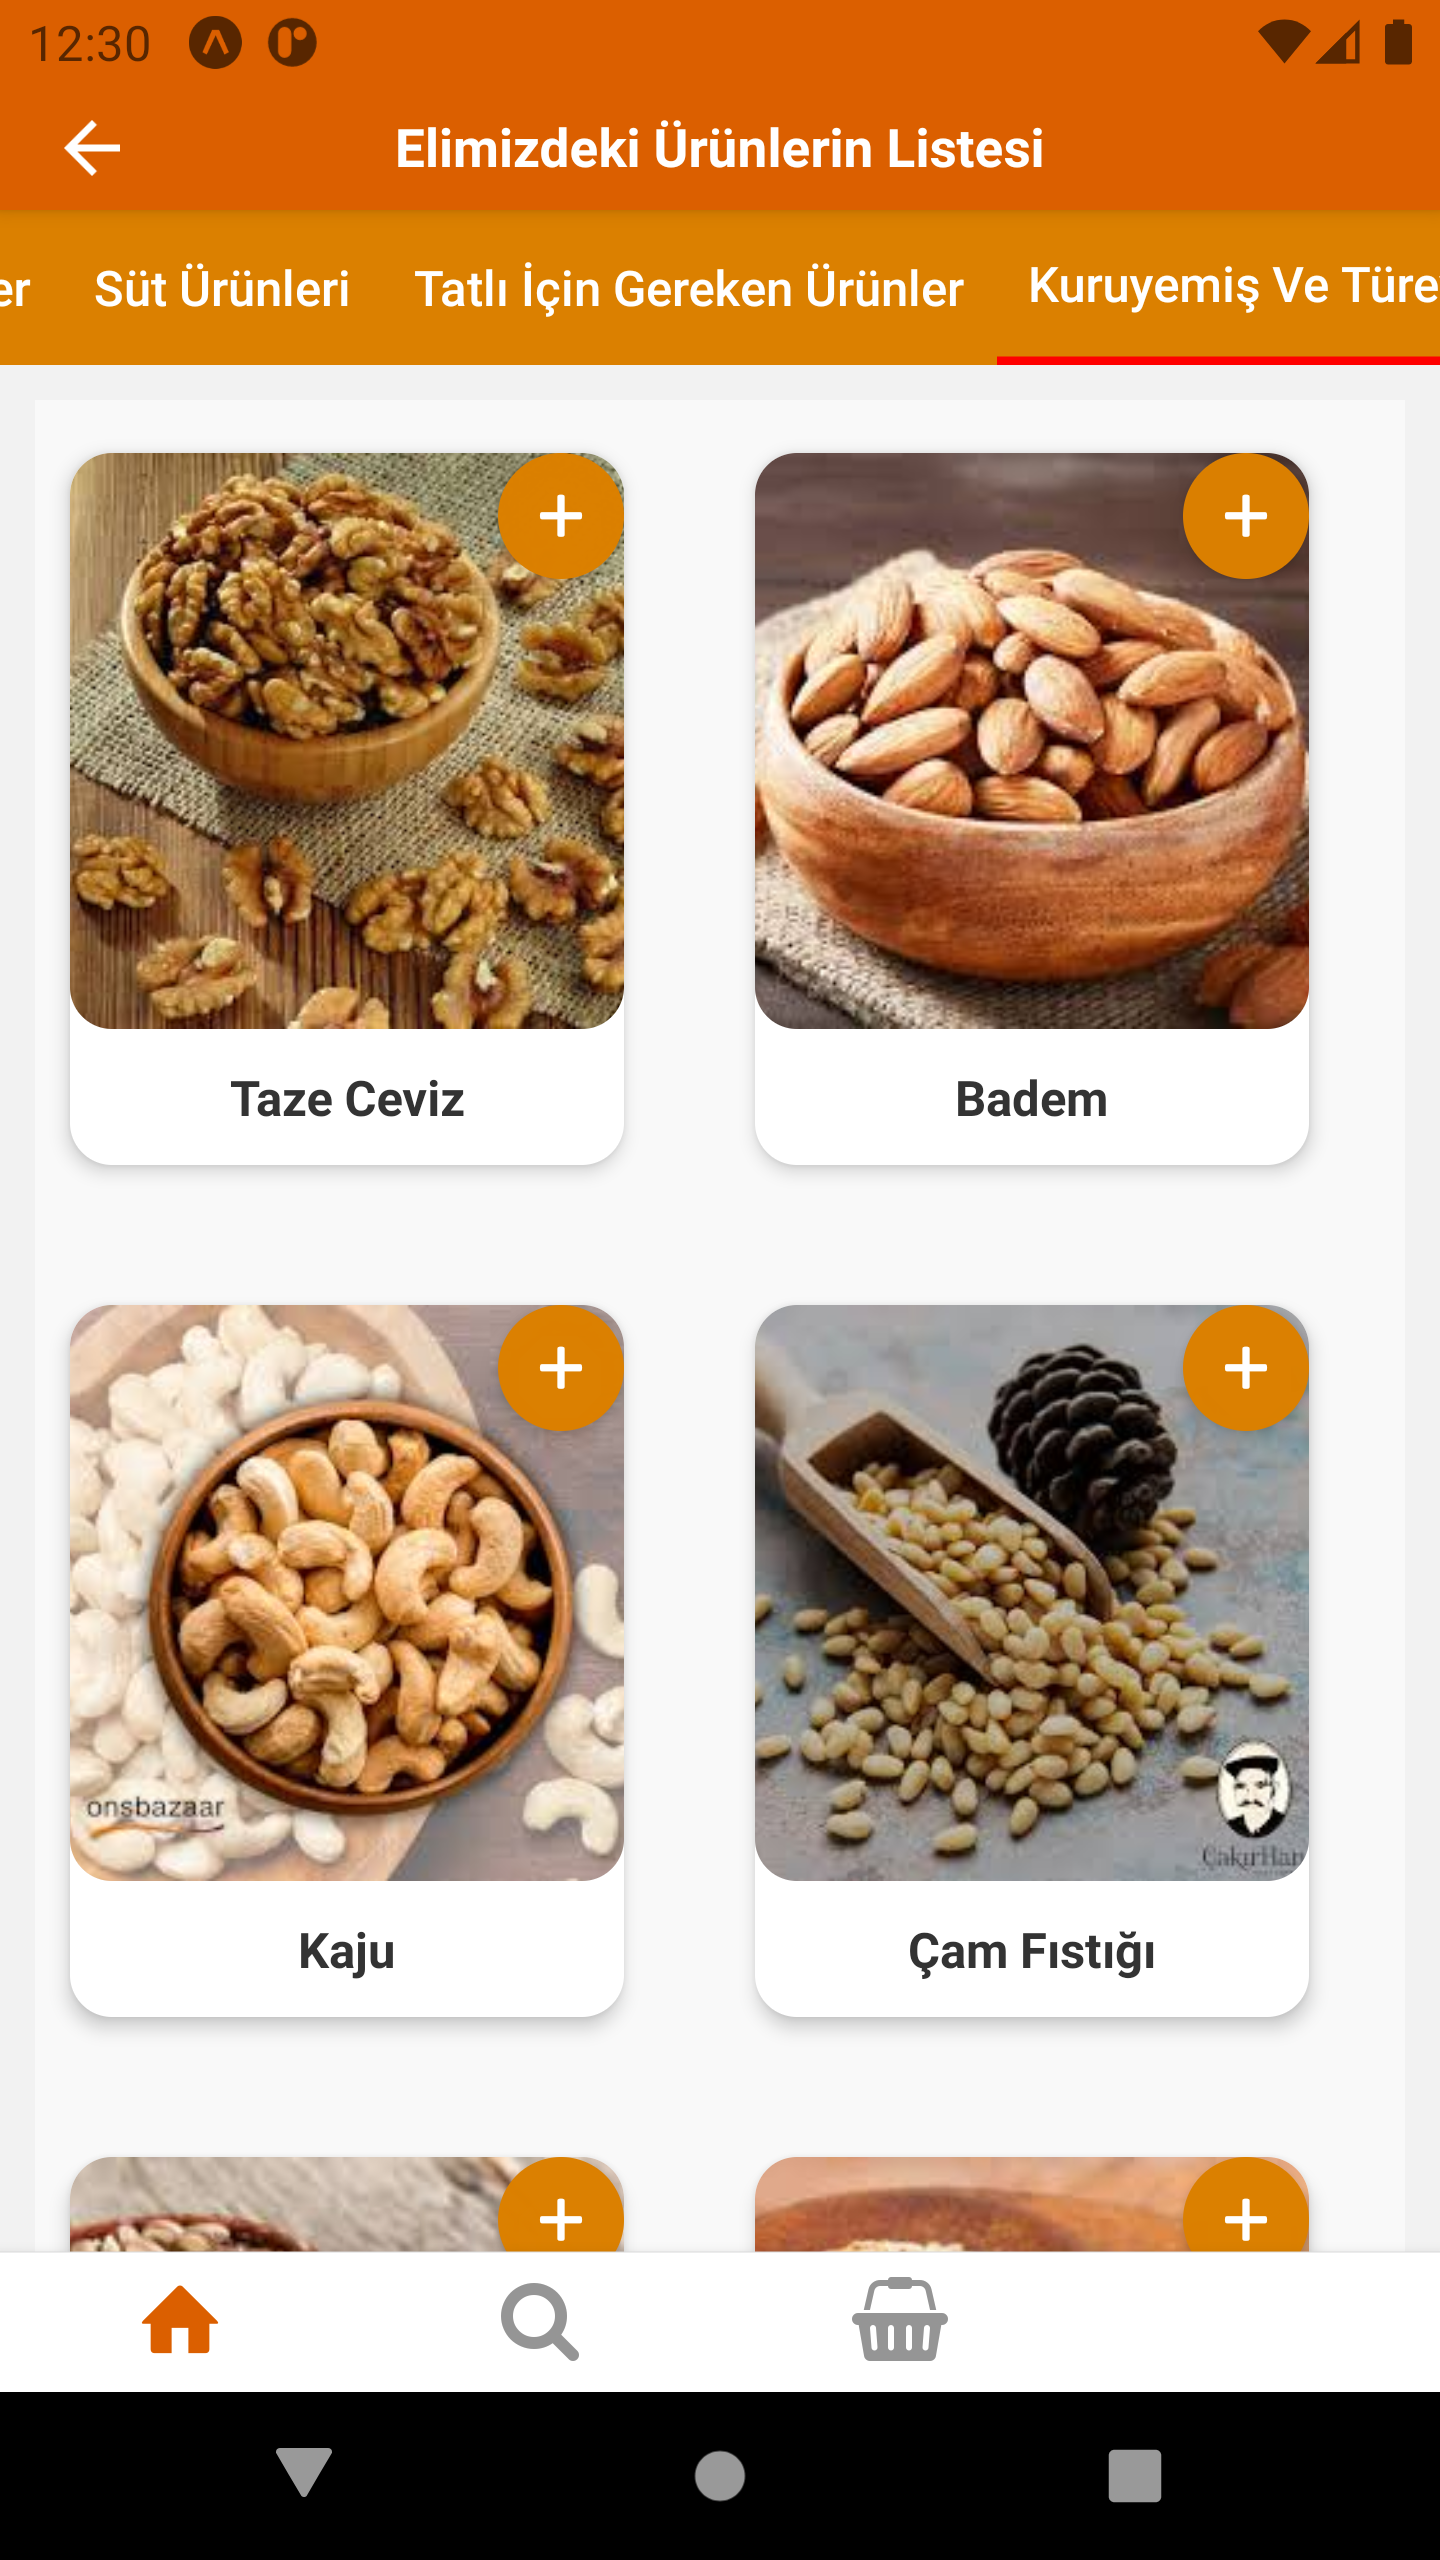 12:30
Elimizdeki Ürünlerin Listesi
er Süt Ürünleri Tatlı İçin Gereken Ürünler Kuruyemiş Ve Türe
Taze Ceviz Badem
onsbazaar
ÇakırHan
Kaju Çam Fıstığı